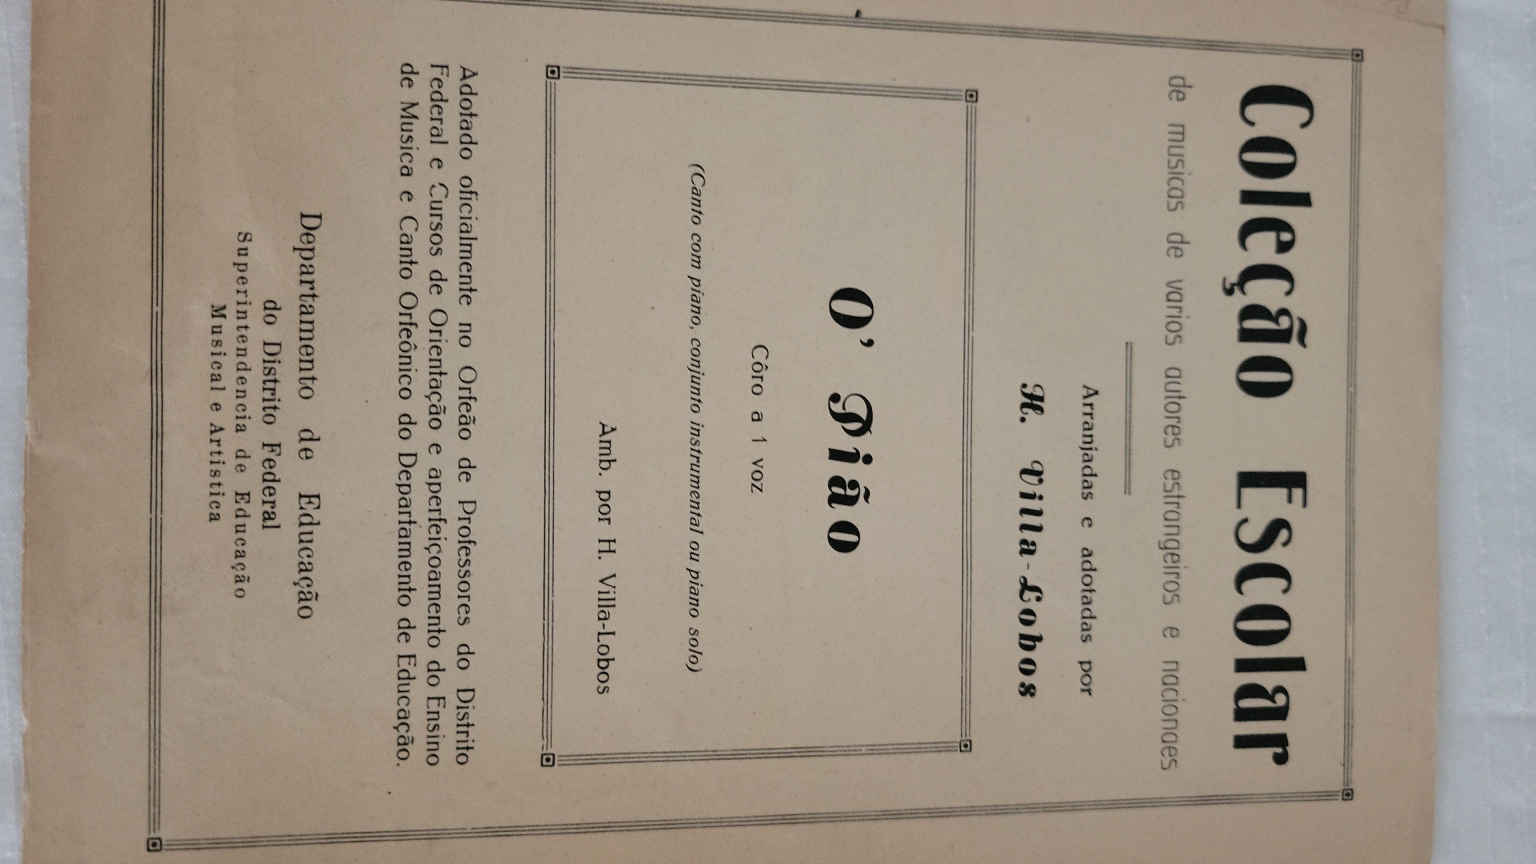 Coleção Escolar
de musicas de varios autores estrangeiros e nacionaes
Arranjadas e adotadas por
H. Villa-Lobos
O' Pião
Côro a 1 voz
(Canto com piano, conjunto instrumental ou piano solo)
Amb. por H. Villa-Lobos
Adotado oficialmente no Orfeão de Professores do Distrito
Federal e Cursos de Orientação e aperfeiçoamento do Ensino
de Musica e Canto Orfeônico do Departamento de Educação.
Departamento de Educação
do Distrito Federal
Superintendencia de Educação
Musical e Artistica